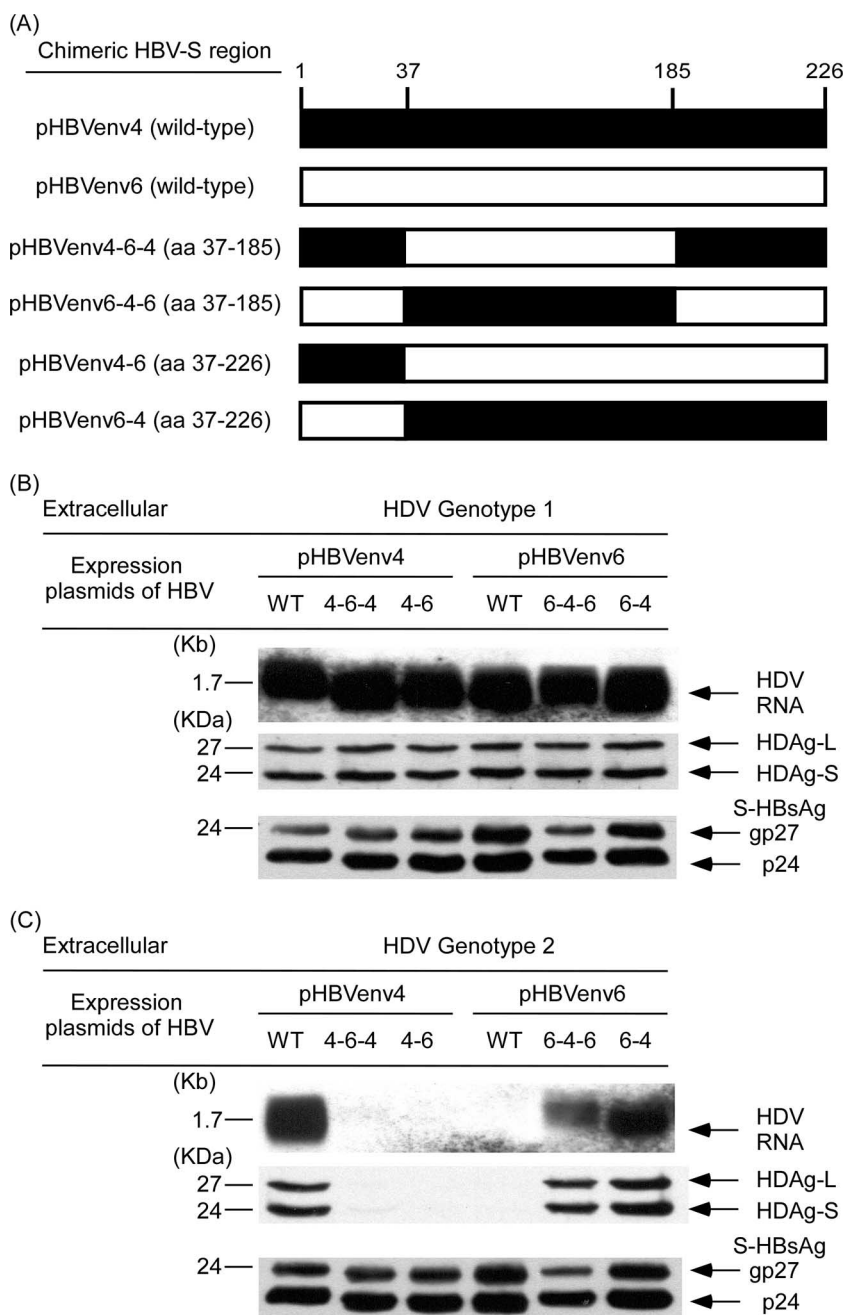 (A)
Chimeric HBV-S region
1 37 185 226
pHBVenv4 (wild-type)
pHBVenv6 (wild-type)
pHBVenv4-6-4 (aa 37-185)
pHBVenv6-4-6 (aa 37-185)
pHBVenv4-6 (aa 37-226)
pHBVenv6-4 (aa 37-226)
(B)
Extracellular HDV Genotype 1
Expression
plasmids of HBV
pHBVenv4 pHBVenv6
WT 4-6-4 4-6 WT 6-4-6 6-4
(Kb)
1.7
HDV
RNA
(KDa)
27 HDAg-L
24 HDAg-S
S-HBsAg
24 gp27
p24
(C)
Extracellular HDV Genotype 2
Expression
plasmids of HBV
pHBVenv4 pHBVenv6
WT 4-6-4 4-6 WT 6-4-6 6-4
(Kb)
1.7
HDV
RNA
(KDa)
27 HDAg-L
24 HDAg-S
S-HBsAg
24 gp27
p24